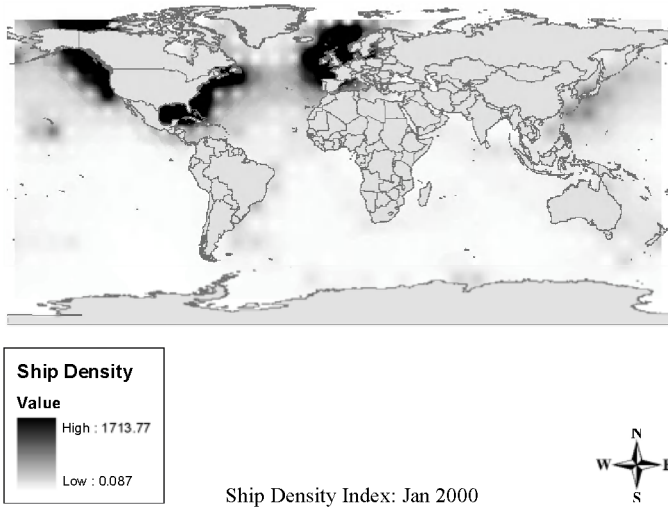 Ship Density
Value
High : 1713.77
Low : 0.087
N
W E
S
Ship Density Index: Jan 2000